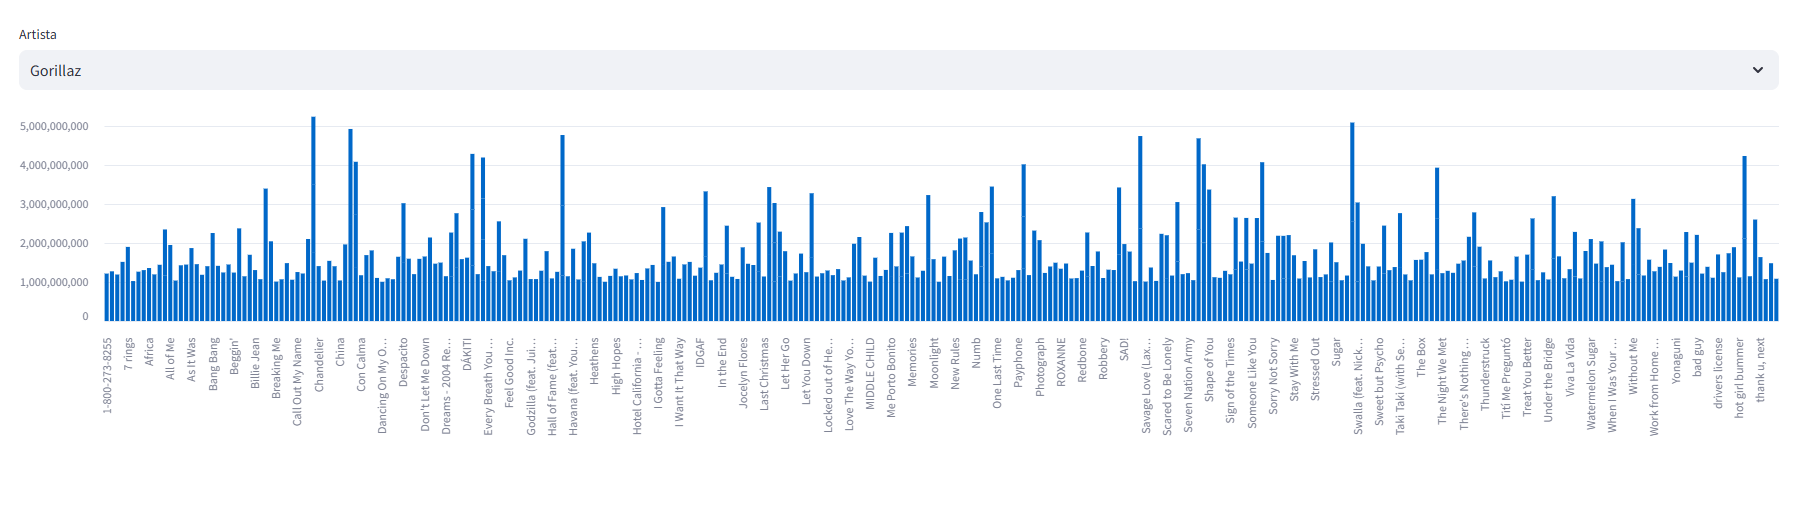 Artista
Gorillaz
5,000,000,000
4,000,000,000
3,000,000,000
2,000,000,000
1,000,000,000
0
1-800-273-8255
7 rings
Africa
All of Me
As It Was
Bang Bang
Beggin'
Billie Jean
Breaking Me
Call Out My Name
Chandelier
China
Con Calma
Dancing On My O…
Despacito
Don't Let Me Down
Dreams - 2004 Re…
DÁKITI
Every Breath You …
Feel Good Inc.
Godzilla (feat. Jui…
Hall of Fame (feat…
Havana (feat. You…
Heathens
High Hopes
Hotel California - …
I Gotta Feeling
I Want It That Way
IDGAF
In the End
Jocelyn Flores
Last Christmas
Let Her Go
Let You Down
Locked out of He…
Love The Way Yo…
MIDDLE CHILD
Me Porto Bonito
Memories
Moonlight
New Rules
Numb
One Last Time
Payphone
Photograph
ROXANNE
Redbone
Robbery
SAD!
Savage Love (Lax…
Scared to Be Lonely
Seven Nation Army
Shape of You
Sign of the Times
Someone Like You
Sorry Not Sorry
Stay With Me
Stressed Out
Sugar
Swalla (feat. Nick…
Sweet but Psycho
Taki Taki (with Se…
The Box
The Night We Met
There's Nothing …
Thunderstruck
Tití Me Preguntó
Treat You Better
Under the Bridge
Viva La Vida
Watermelon Sugar
When I Was Your …
Without Me
Work from Home …
Yonaguni
bad guy
drivers license
hot girl bummer
thank u, next